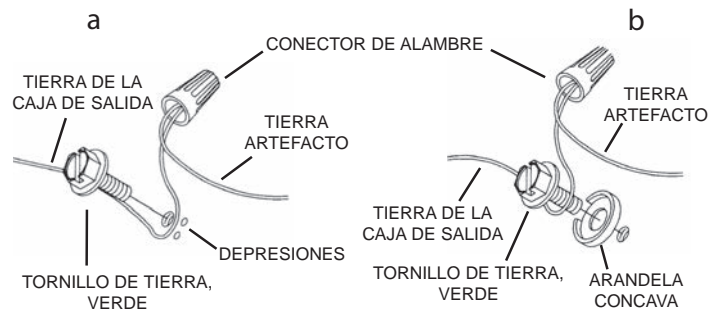 a
b
CONECTOR DE ALAMBRE
TIERRA DE LA
CAJA DE SALIDA
TIERRA
ARTEFACTO
DEPRESIONES
TORNILLO DE TIERRA,
VERDE
TIERRA
ARTEFACTO
TIERRA DE LA
CAJA DE SALIDA
TORNILLO DE TIERRA,
VERDE
ARANDELA
CONCAVA